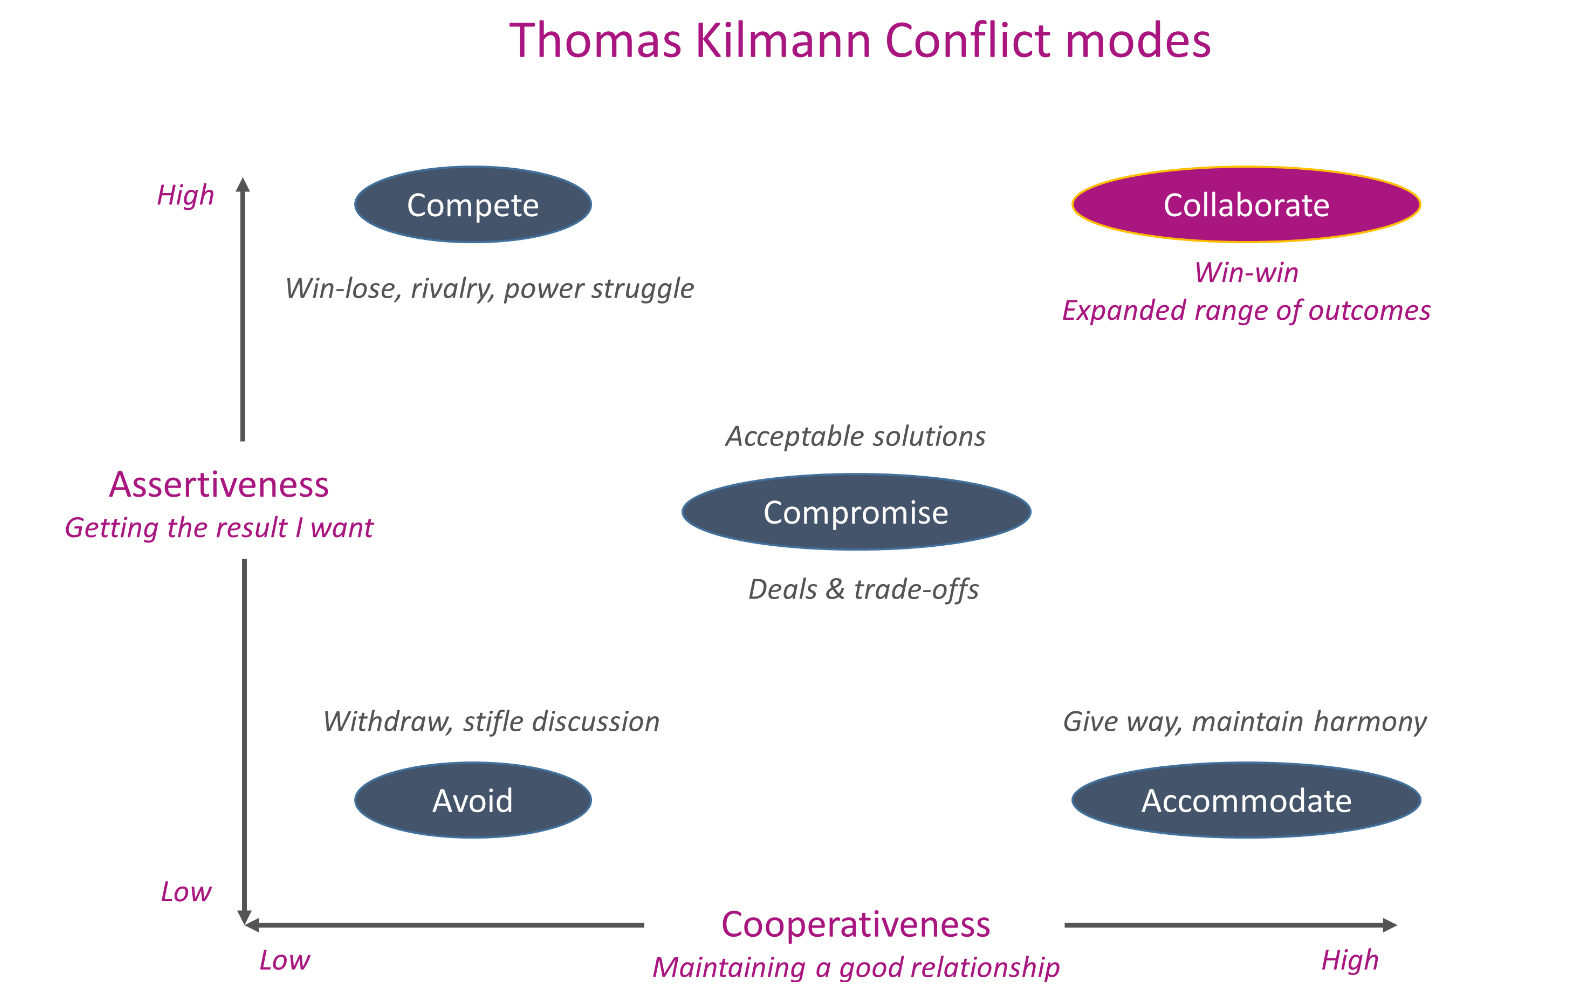 Thomas Kilmann Conflict modes
High
Compete
Collaborate
Win-lose, rivalry, power struggle
Win-win
Expanded range of outcomes
Acceptable solutions
Assertiveness
Getting the result I want
Compromise
Deals & trade-offs
Withdraw, stifle discussion
Give way, maintain harmony
Avoid
Accommodate
Low
Cooperativeness
Low
Maintaining a good relationship
High